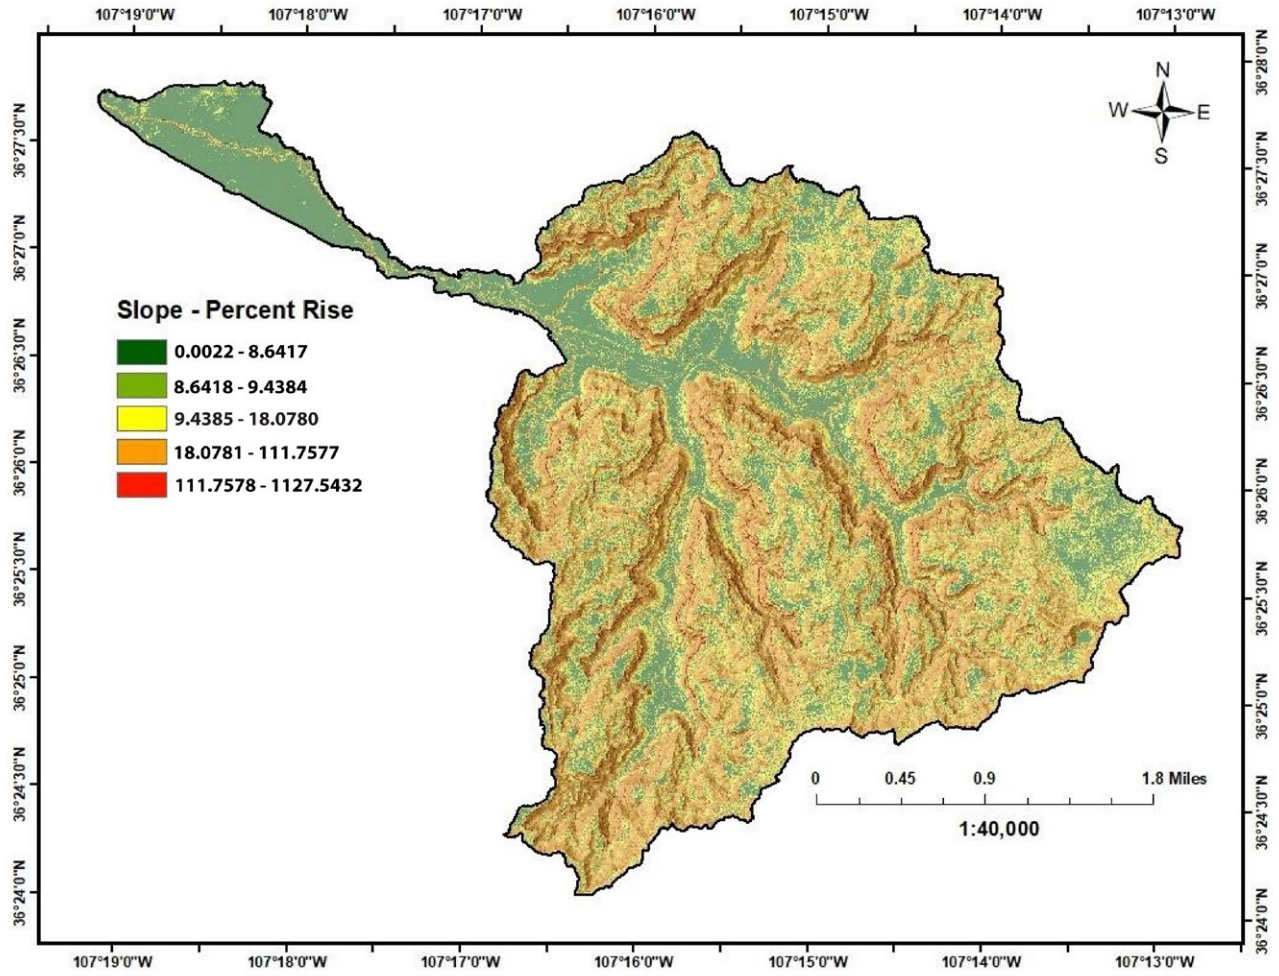 107°19'0"W 107°18'0"W 107°17'0"W 107°16'0"W 107°15'0"W 107°14'0"W 107°13'0"W
36°28'0"N
36°27'30"N
36°27'0"N
36°26'30"N
36°26'0"N
36°25'30"N
36°25'0"N
36°24'30"N
36°24'0"N
N
W E
S
Slope - Percent Rise
0.0022 - 8.6417
8.6418 - 9.4384
9.4385 - 18.0780
18.0781 - 111.7577
111.7578 - 1127.5432
0 0.45 0.9 1.8 Miles
1:40,000
36°27'30"N
36°27'0"N
36°26'30"N
36°26'0"N
36°25'30"N
36°25'0"N
36°24'30"N
36°24'0"N
107°19'0"W 107°18'0"W 107°17'0"W 107°16'0"W 107°15'0"W 107°14'0"W 107°13'0"W